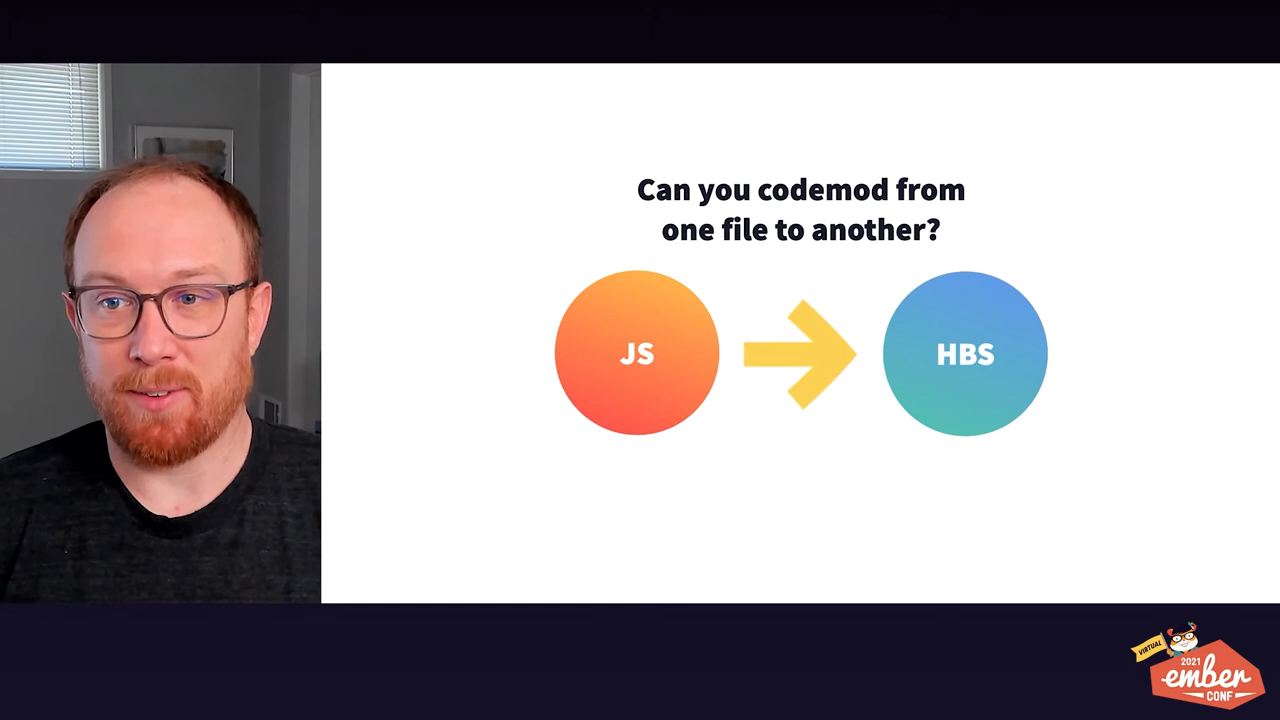 Can you codemod from
one file to another?
JS
HBS
VIRTUAL
2021
ember
CONF